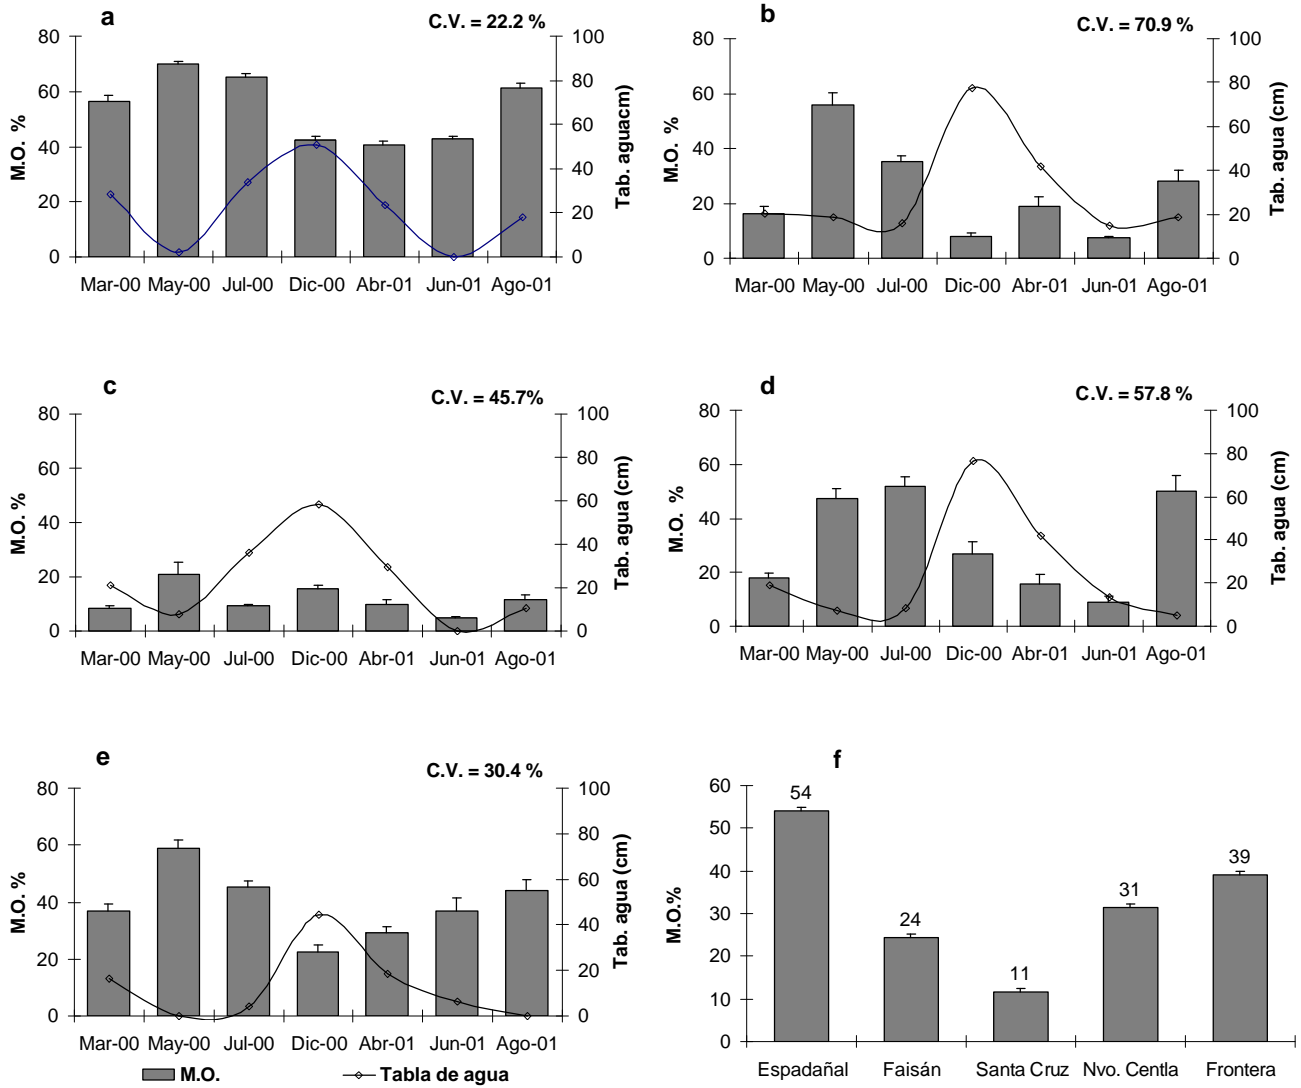 a
C.V. = 22.2 %
M.O. %
80
60
40
20
0
100
80
60
40
20
0
Tab. aguacm)
Mar-00 May-00 Jul-00 Dic-00 Abr-01 Jun-01 Ago-01
b
C.V. = 70.9 %
M.O. %
80
60
40
20
0
100
80
60
40
20
0
Tab. agua (cm)
Mar-00 May-00 Jul-00 Dic-00 Abr-01 Jun-01 Ago-01
c
C.V. = 45.7%
M.O. %
80
60
40
20
0
100
80
60
40
20
0
Tab. agua (cm)
Mar-00 May-00 Jul-00 Dic-00 Abr-01 Jun-01 Ago-01
d
C.V. = 57.8 %
M.O. %
80
60
40
20
0
100
80
60
40
20
0
Tab. agua (cm)
Mar-00 May-00 Jul-00 Dic-00 Abr-01 Jun-01 Ago-01
e
C.V. = 30.4 %
M.O. %
80
60
40
20
0
100
80
60
40
20
0
Tab. agua (cm)
Mar-00 May-00 Jul-00 Dic-00 Abr-01 Jun-01 Ago-01
M.O. Tabla de agua
f
M.O.%
60
50
40
30
20
10
0
54
24
11
31
39
Espadañal Faisán Santa Cruz Nvo. Centla Frontera